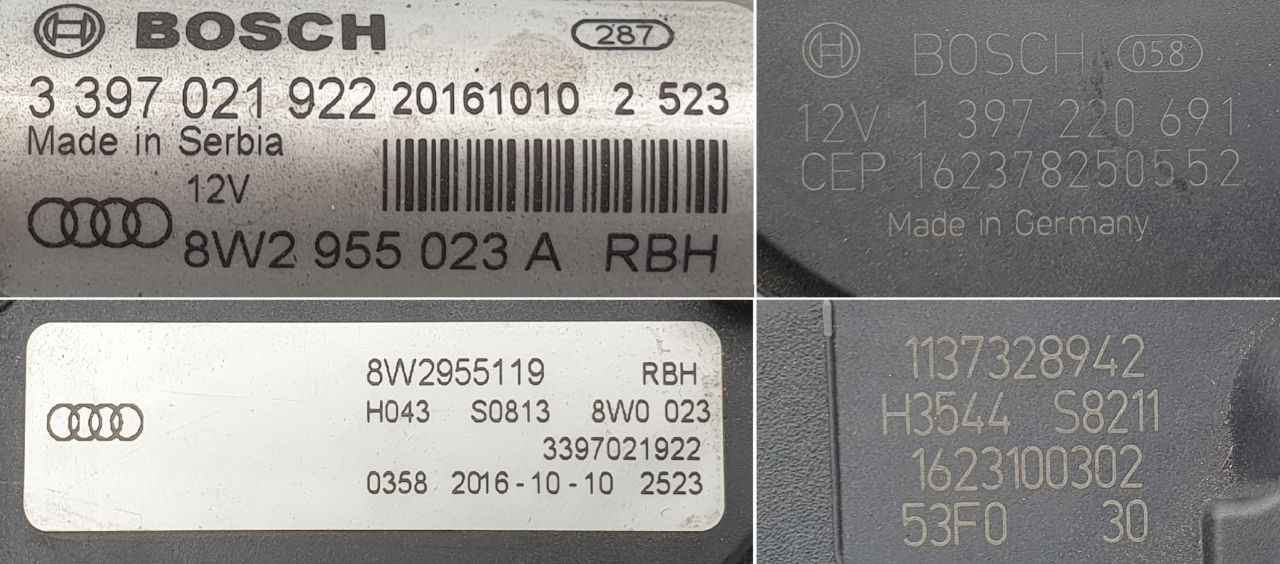 BOSCH 287
3 397 021 922 20161010 2 523
Made in Serbia
12V
8W2 955 023 A RBH
BOSCH 058
12V 1 397 220 691
CEP 162378250552
Made in Germany
8W2955119 RBH
H043 S0813 8W0 023
3397021922
0358 2016-10-10 2523
1137328942
H3544 S8211
1623100302
53F0 30